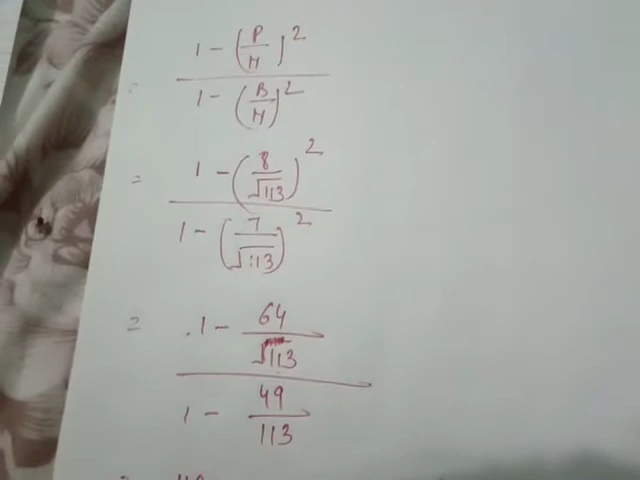 1 - (P/H)^2
= ―――
1 - (B/H)^2
1 - (8/√113)^2
= ―――
1 - (7/√113)^2
= .1 - 64/√113
―――
1 - 49/113